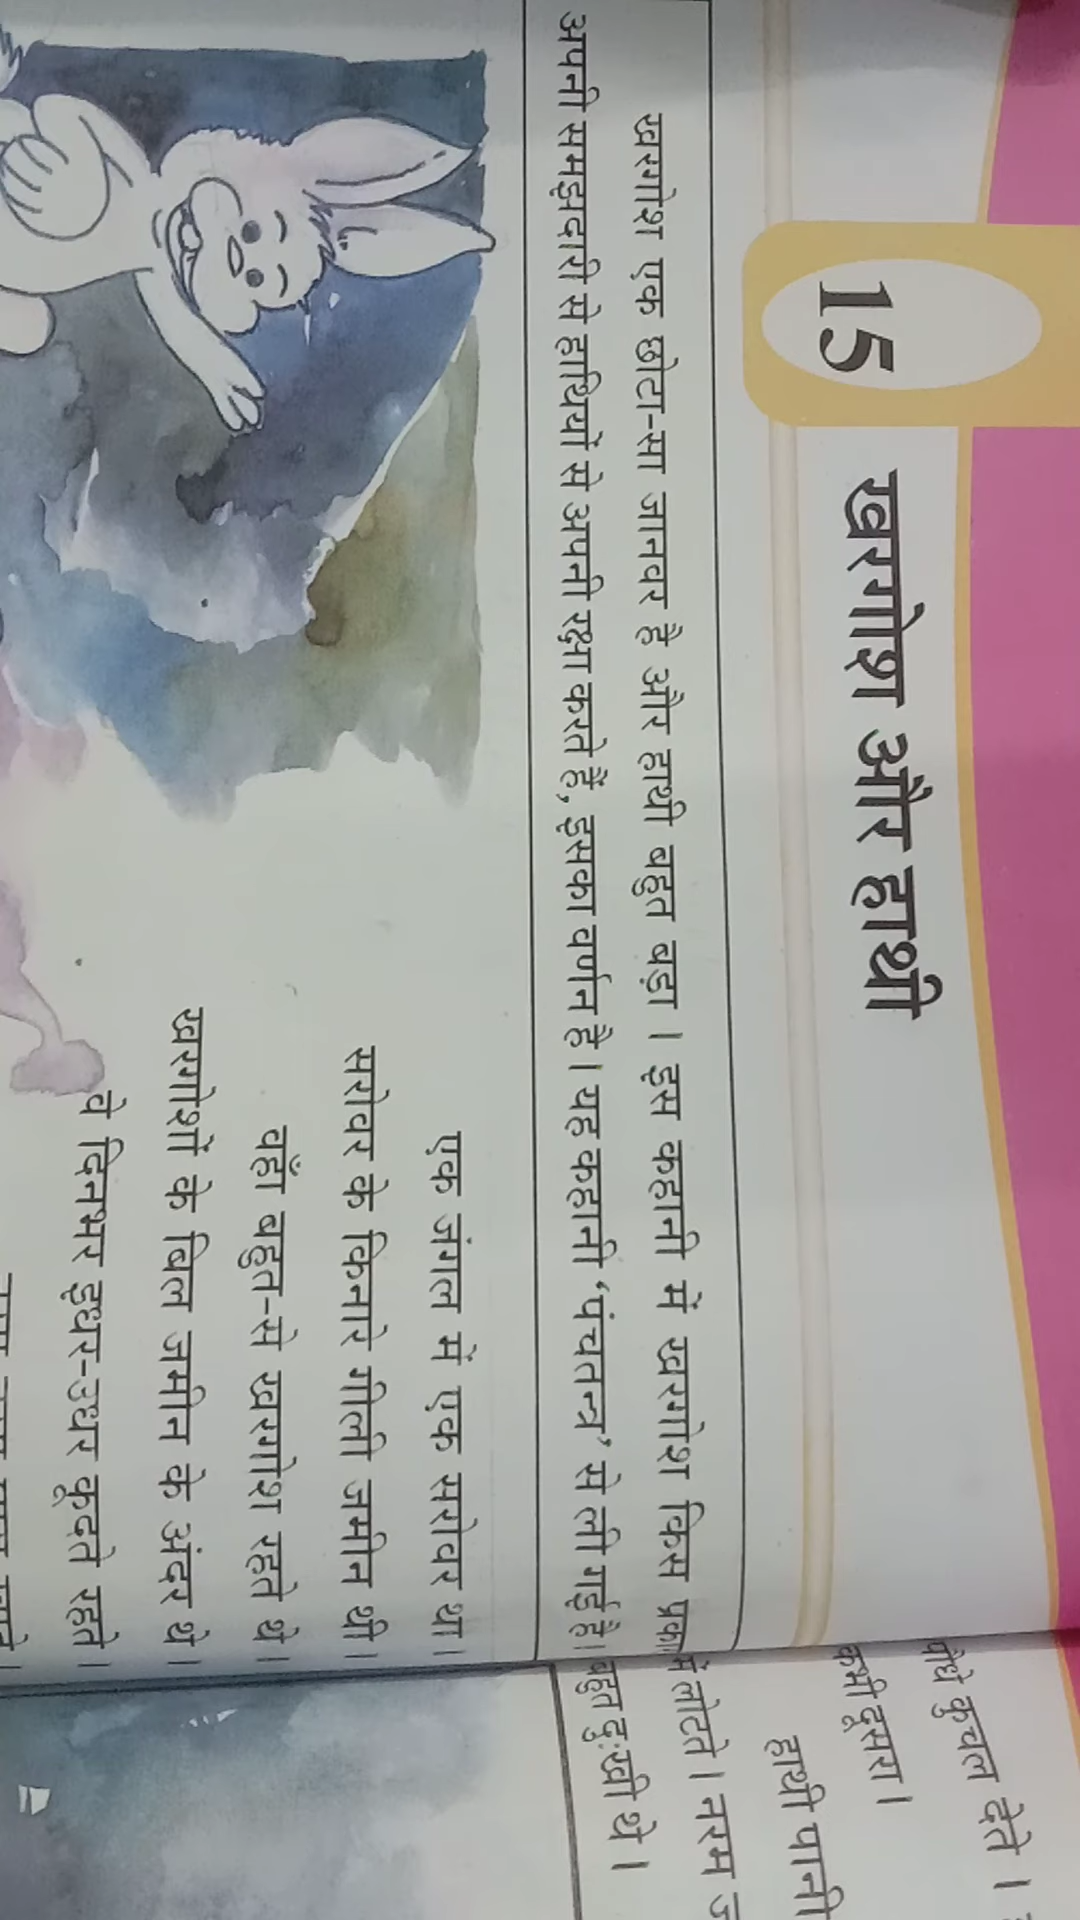 15
खरगोश और हाथी
खरगोश एक छोटा-सा जानवर है और हाथी बहुत बड़ा । इस कहानी में खरगोश किस
अपनी समझदारी से हाथियों से अपनी रक्षा करते हैं, इसका वर्णन है। यह कहानी ‘पंचतन्त्र’ से ली गई है।
एक जंगल में एक सरोवर था।
सरोवर के किनारे गीली जमीन थी ।
वहाँ बहुत-से खरगोश रहते थे ।
खरगोशों के बिल जमीन के अंदर थे ।
वे दिनभर इधर-उधर कूदते रहते ।
पौधे कुचल देते ।
कभी दूसरा ।
हाथी पानी
में लोटते । नरम
बहुत दुःखी थे ।